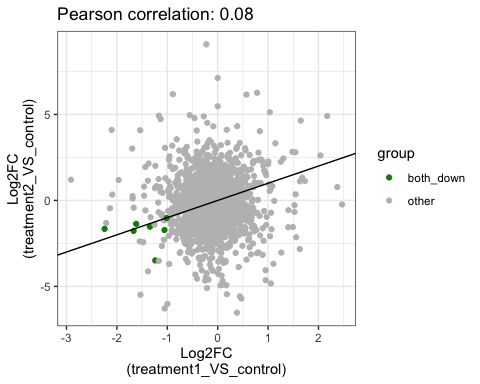 Pearson correlation: 0.08
Log2FC
(treatment2_VS_control)
5
0
-5
-3
-2
-1
0
1
2
Log2FC
(treatment1_VS_control)
group
both_down
other